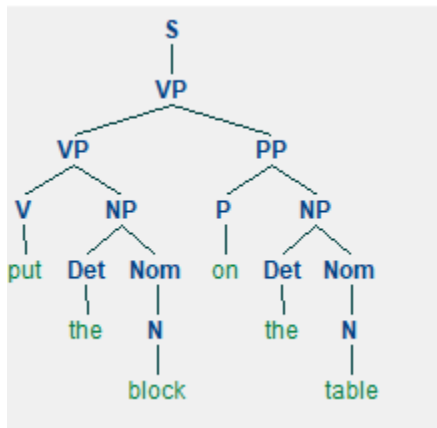 S
VP
VP PP
V NP P NP
put Det Nom on Det Nom
the N the N
block table